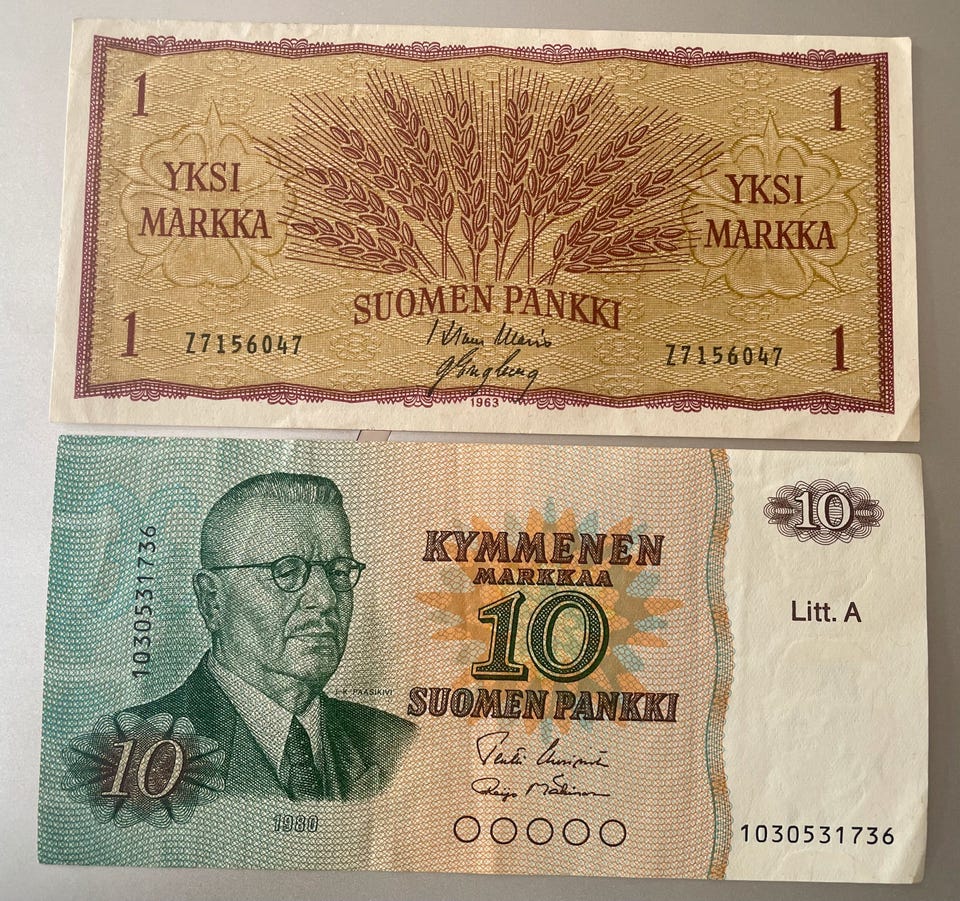 1
1
YKSI
MARKKA
YKSI
MARKKA
SUOMEN PANKKI
1
Z7156047
Z7156047
1
1963
10
KYMMENEN
MARKKAA
10
Litt. A
1030531736
J. K. PAASIKIVI
SUOMEN PANKKI
10
1980
1030531736